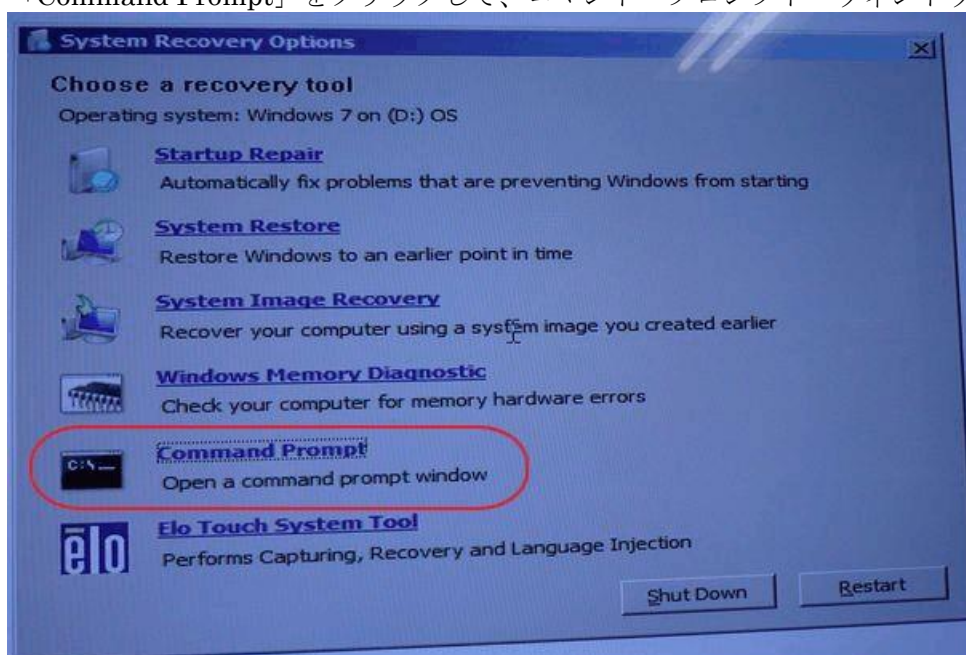 「Command Prompt」をクリックして、コマンド プロンプト ウィンドウ
System Recovery Options
Choose a recovery tool
Operating system: Windows 7 on (D:) OS
Startup Repair
Automatically fix problems that are preventing Windows from starting
System Restore
Restore Windows to an earlier point in time
System Image Recovery
Recover your computer using a system image you created earlier
Windows Memory Diagnostic
Check your computer for memory hardware errors
C:\_
Command Prompt
Open a command prompt window
elo
Elo Touch System Tool
Performs Capturing, Recovery and Language Injection
Shut Down
Restart